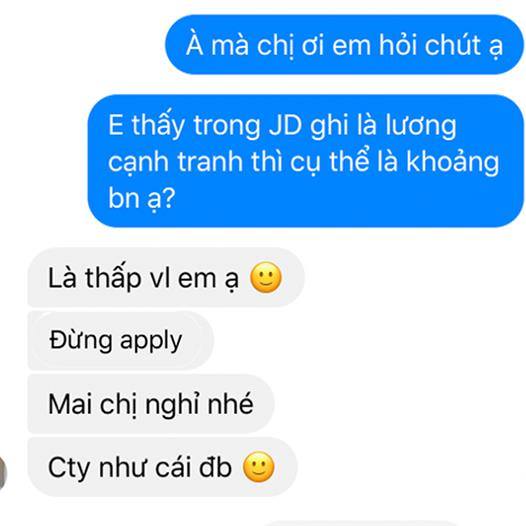 À mà chị ơi em hỏi chút ạ
E thấy trong JD ghi là lương
cạnh tranh thì cụ thể là khoảng
bn ạ?
Là thấp vl em ạ 🙂
Đừng apply
Mai chị nghỉ nhé
Cty như cái đb 🙂